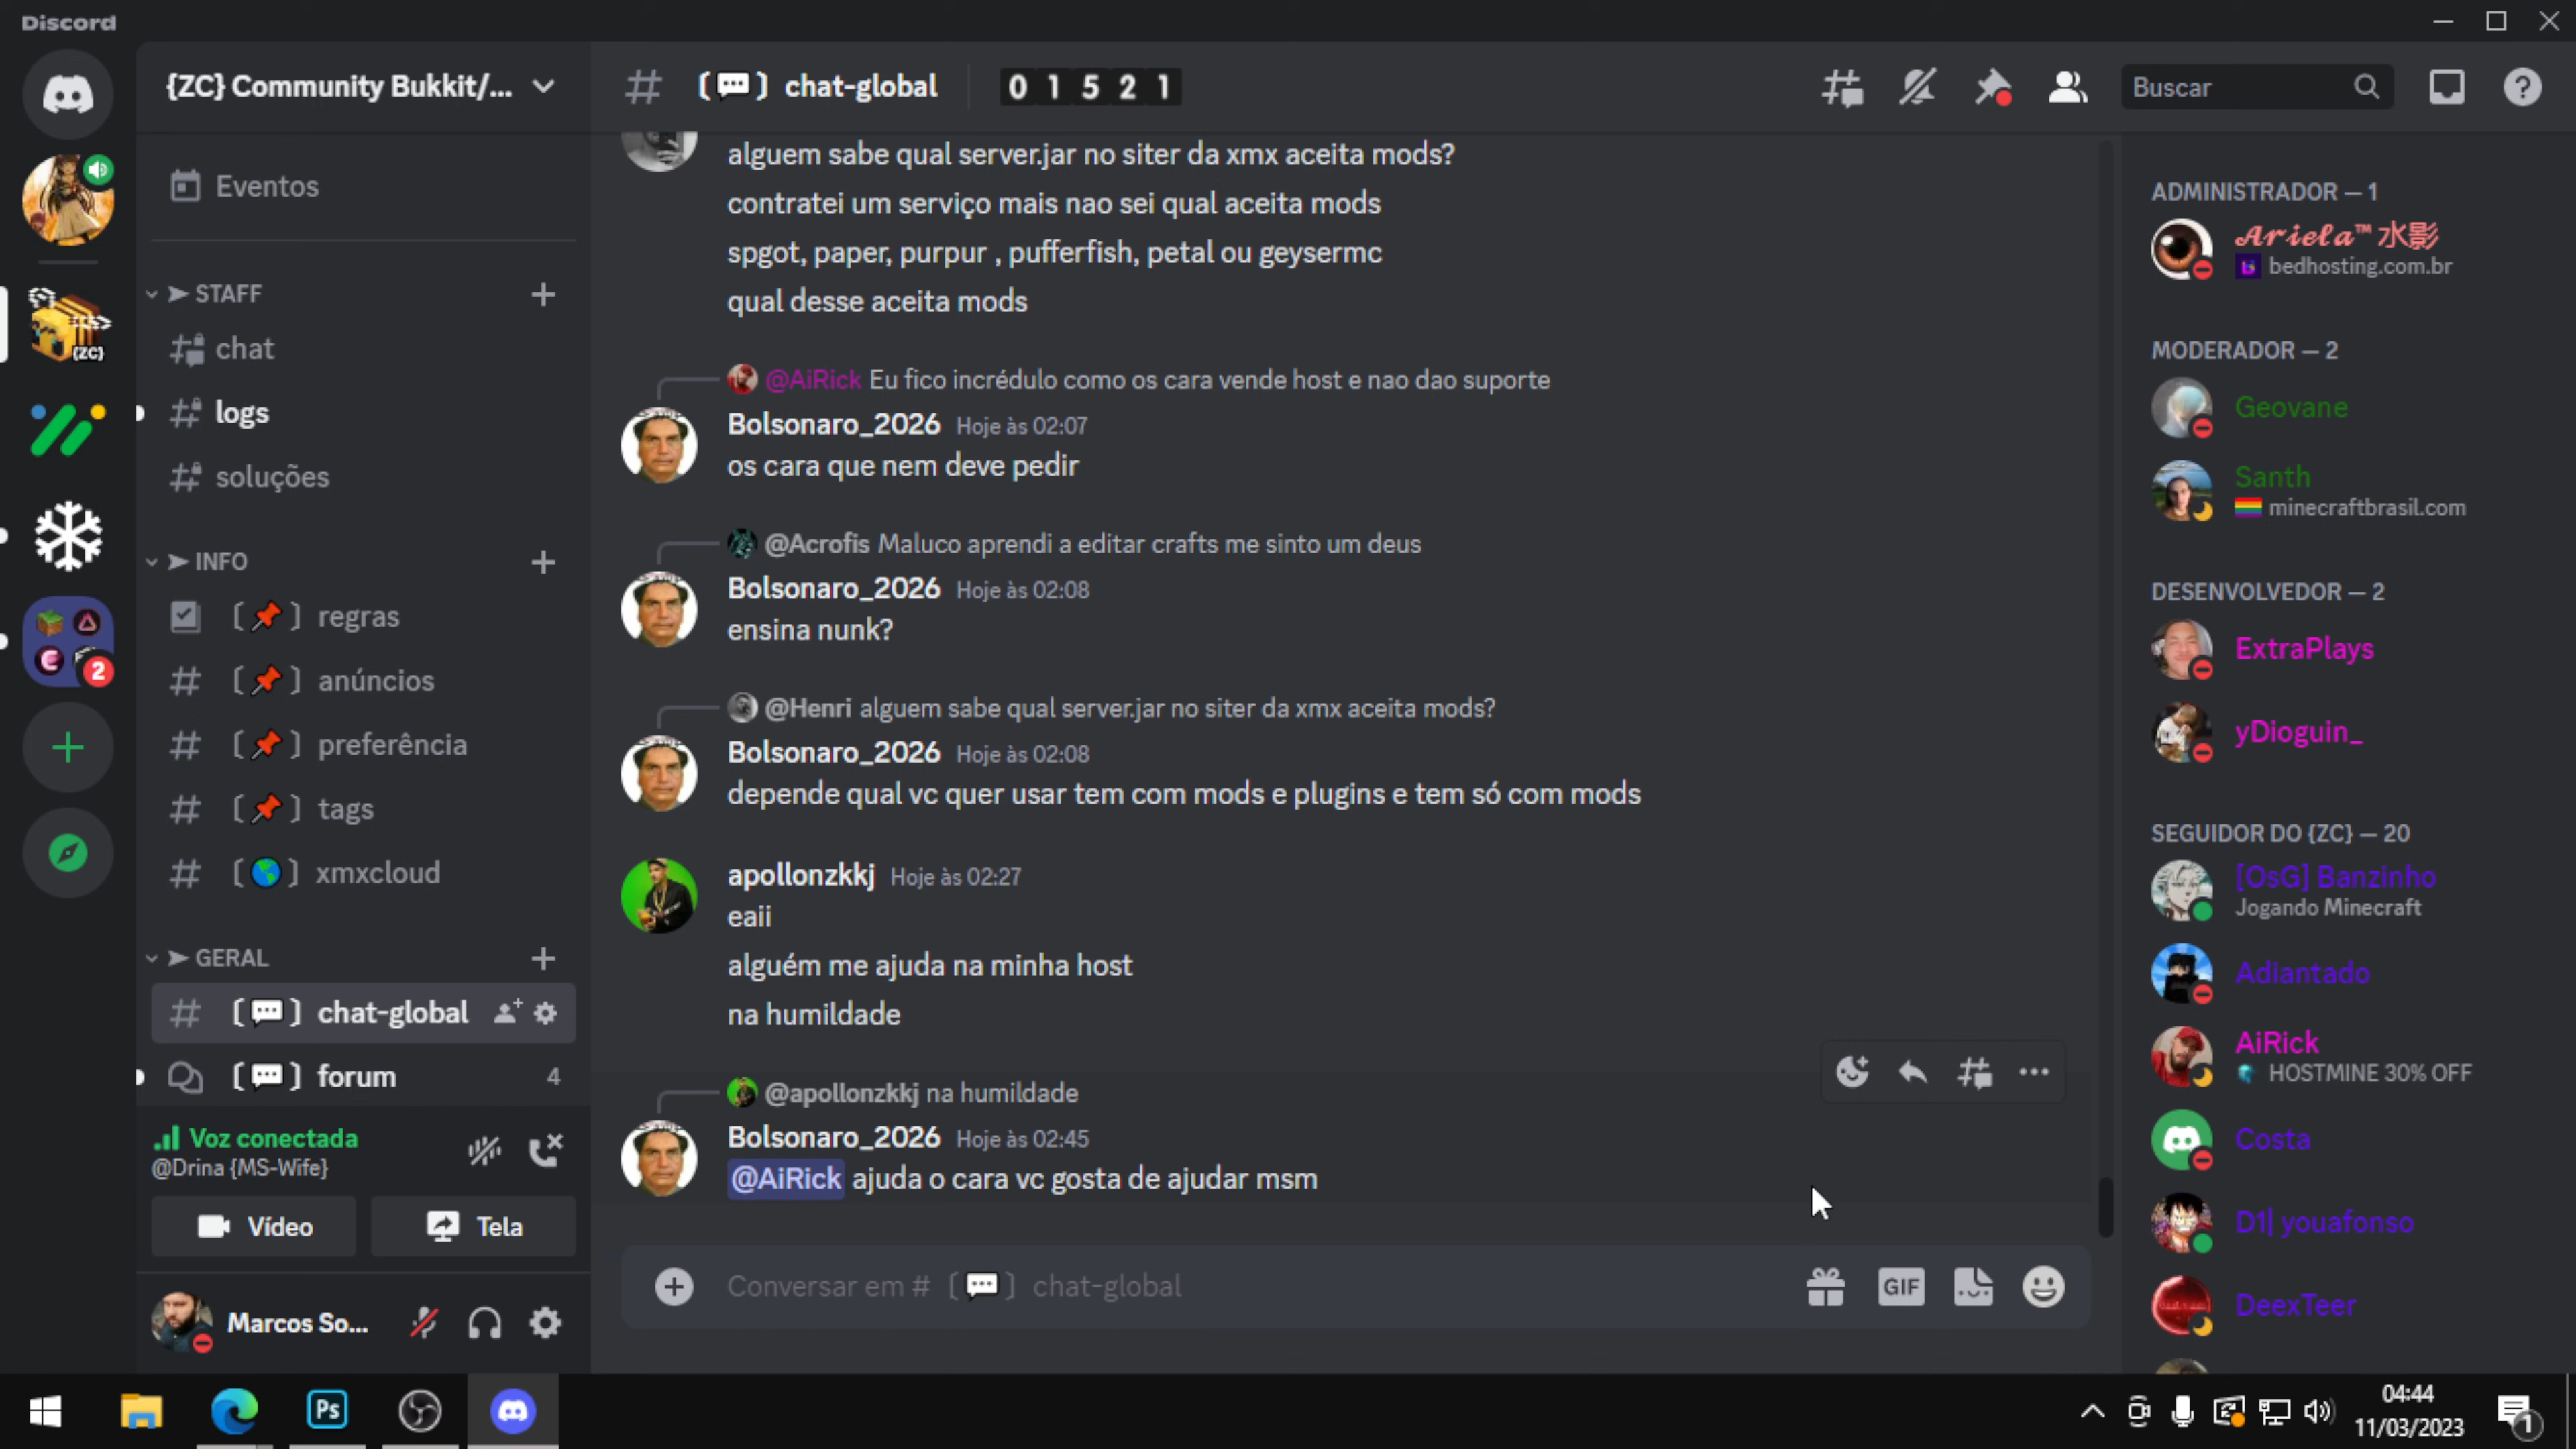 Discord
{ZC} Community Bukkit/...
Eventos
➤ STAFF
chat
logs
soluções
➤ INFO
regras
anúncios
preferência
tags
xmxcloud
➤ GERAL
chat-global
forum 4
Voz conectada
@Drina {MS-Wife}
Vídeo
Tela
Marcos So...
{ZC}
2
chat-global
0 1 5 2 1
Buscar
alguem sabe qual server.jar no siter da xmx aceita mods?
contratei um serviço mais nao sei qual aceita mods
spgot, paper, purpur , pufferfish, petal ou geysermc
qual desse aceita mods
@AiRick Eu fico incrédulo como os cara vende host e nao dao suporte
Bolsonaro_2026 Hoje às 02:07
os cara que nem deve pedir
@Acrofis Maluco aprendi a editar crafts me sinto um deus
Bolsonaro_2026 Hoje às 02:08
ensina nunk?
@Henri alguem sabe qual server.jar no siter da xmx aceita mods?
Bolsonaro_2026 Hoje às 02:08
depende qual vc quer usar tem com mods e plugins e tem só com mods
apollonzkkj Hoje às 02:27
eaii
alguém me ajuda na minha host
na humildade
@apollonzkkj na humildade
Bolsonaro_2026 Hoje às 02:45
@AiRick ajuda o cara vc gosta de ajudar msm
Conversar em # 〔💬〕 chat-global
GIF
ADMINISTRADOR — 1
𝓐𝓻𝓲𝓮𝓵𝓪™ 水影
bedhosting.com.br
MODERADOR — 2
Geovane
Santh
minecraftbrasil.com
DESENVOLVEDOR — 2
ExtraPlays
yDioguin_
SEGUIDOR DO {ZC} — 20
[OsG] Banzinho
Jogando Minecraft
Adiantado
AiRick
HOSTMINE 30% OFF
Costa
D1| youafonso
DeexTeer
Ps
04:44
11/03/2023
1